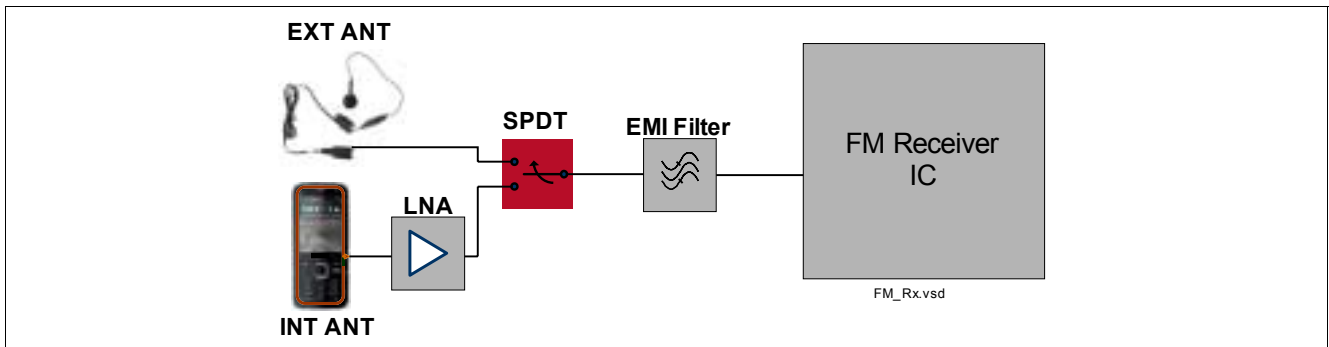 EXT ANT
SPDT
EMI Filter
FM Receiver
IC
LNA
INT ANT
FM_Rx.vsd